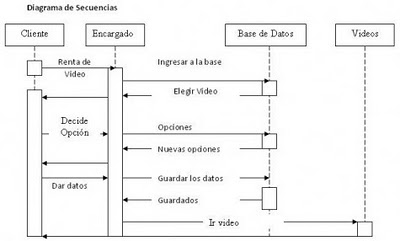 Diagrama de Secuencias
Cliente
Encargado
Base de Datos
Videos
Renta de
Video
Ingresar a la base
Elegir Video
Decide
Opción
Opciones
Nuevas opciones
Dar datos
Guardar los datos
Guardados
Ir video